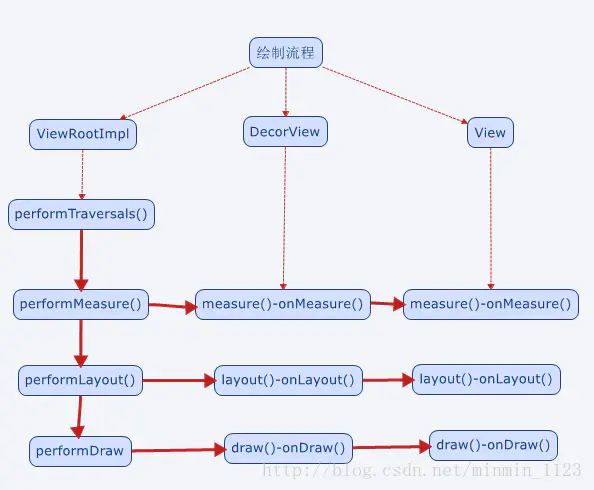 绘制流程
ViewRootImpl
DecorView
View
performTraversals()
performMeasure()
measure()-onMeasure()
measure()-onMeasure()
performLayout()
layout()-onLayout()
layout()-onLayout()
performDraw
draw()-onDraw()
draw()-onDraw()
http://blog.csdn.net/minmin_1123